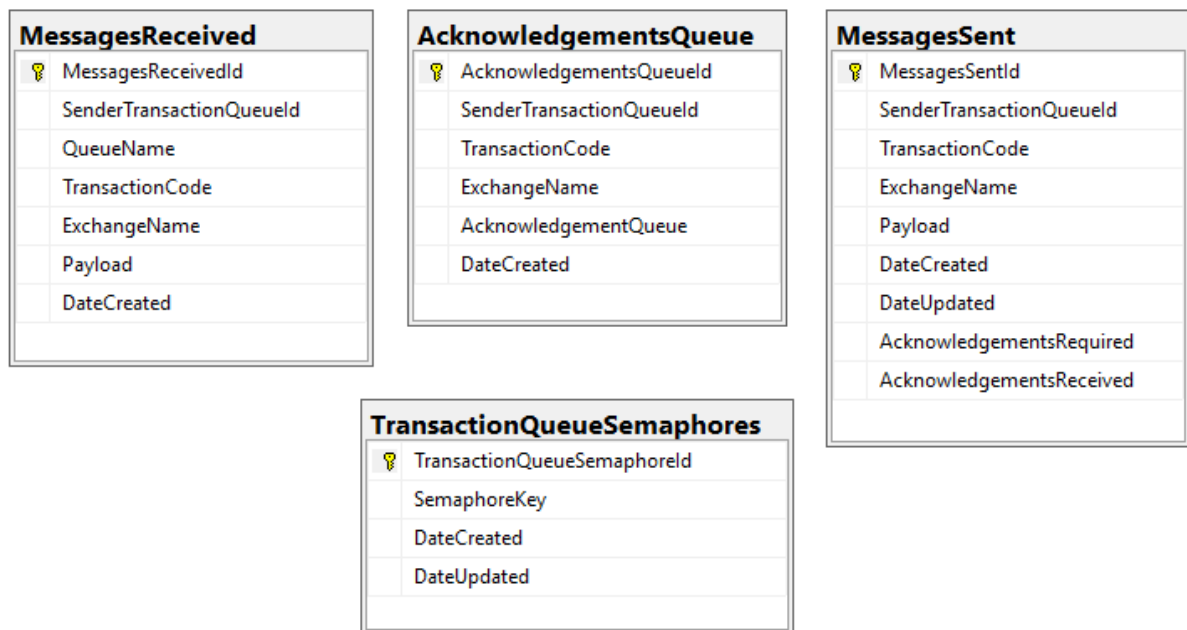 MessagesReceived
MessagesReceivedId
SenderTransactionQueueId
QueueName
TransactionCode
ExchangeName
Payload
DateCreated
AcknowledgementsQueue
AcknowledgementsQueueId
SenderTransactionQueueId
TransactionCode
ExchangeName
AcknowledgementQueue
DateCreated
MessagesSent
MessagesSentId
SenderTransactionQueueId
TransactionCode
ExchangeName
Payload
DateCreated
DateUpdated
AcknowledgementsRequired
AcknowledgementsReceived
TransactionQueueSemaphores
TransactionQueueSemaphoreId
SemaphoreKey
DateCreated
DateUpdated